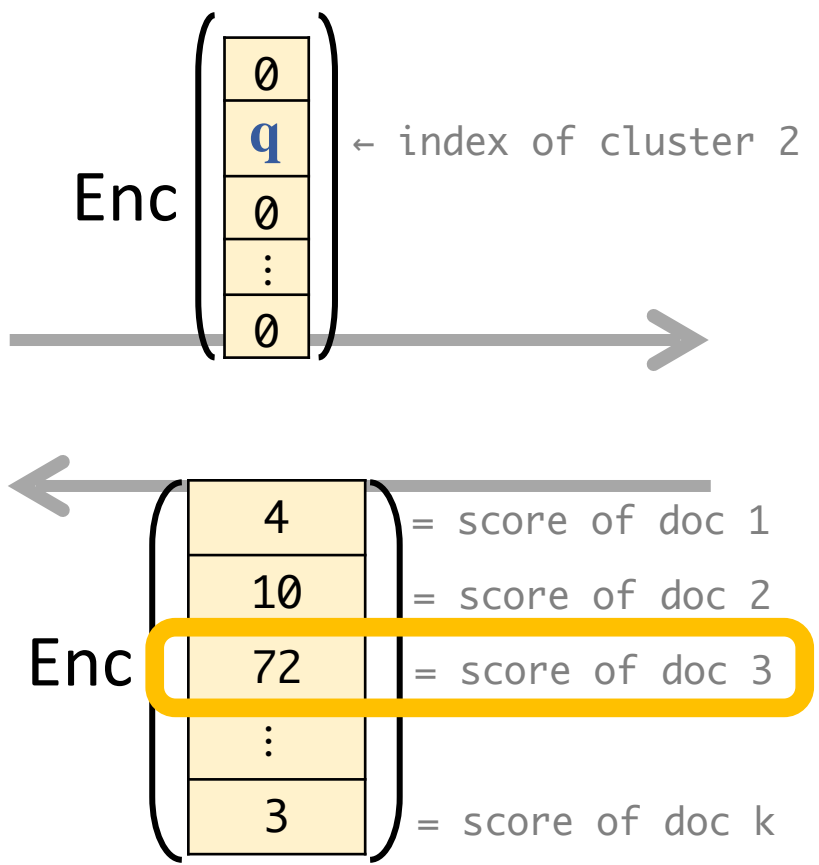 0
q ← index of cluster 2
Enc
0
⋮
0
4 = score of doc 1
10 = score of doc 2
Enc 72 = score of doc 3
⋮
3 = score of doc k